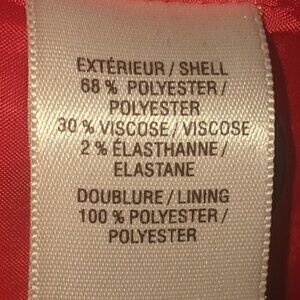 EXTÉRIEUR / SHELL
68 % POLYESTER /
POLYESTER
30 % VISCOSE / VISCOSE
2 % ÉLASTHANNE /
ELASTANE
DOUBLURE / LINING
100 % POLYESTER /
POLYESTER